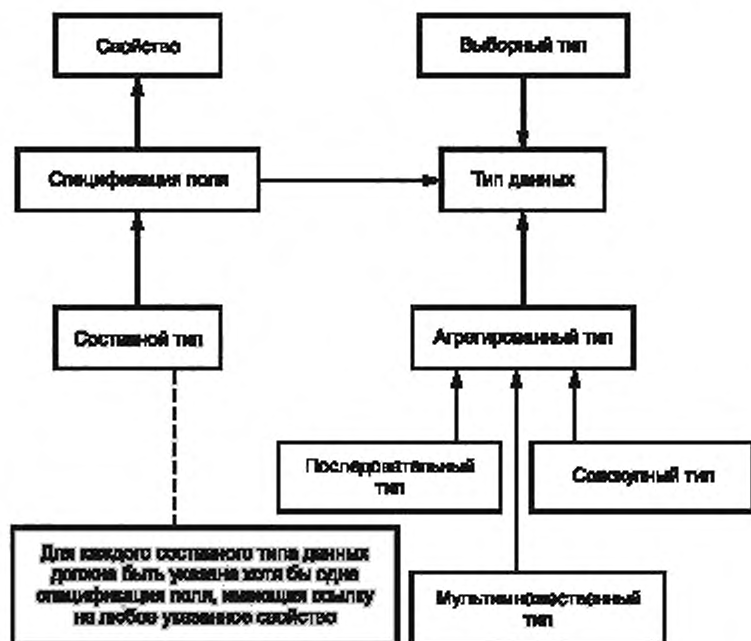 Свойство
Выборный тип
Спецификация поля
Тип данных
Составной тип
Агрегированный тип
Последовательный
тип
Совокупный тип
Для каждого составного типа данных
должна быть указана хотя бы одна
спецификация поля, имеющая ссылку
на любое указанное свойство
Мультимножественный
тип